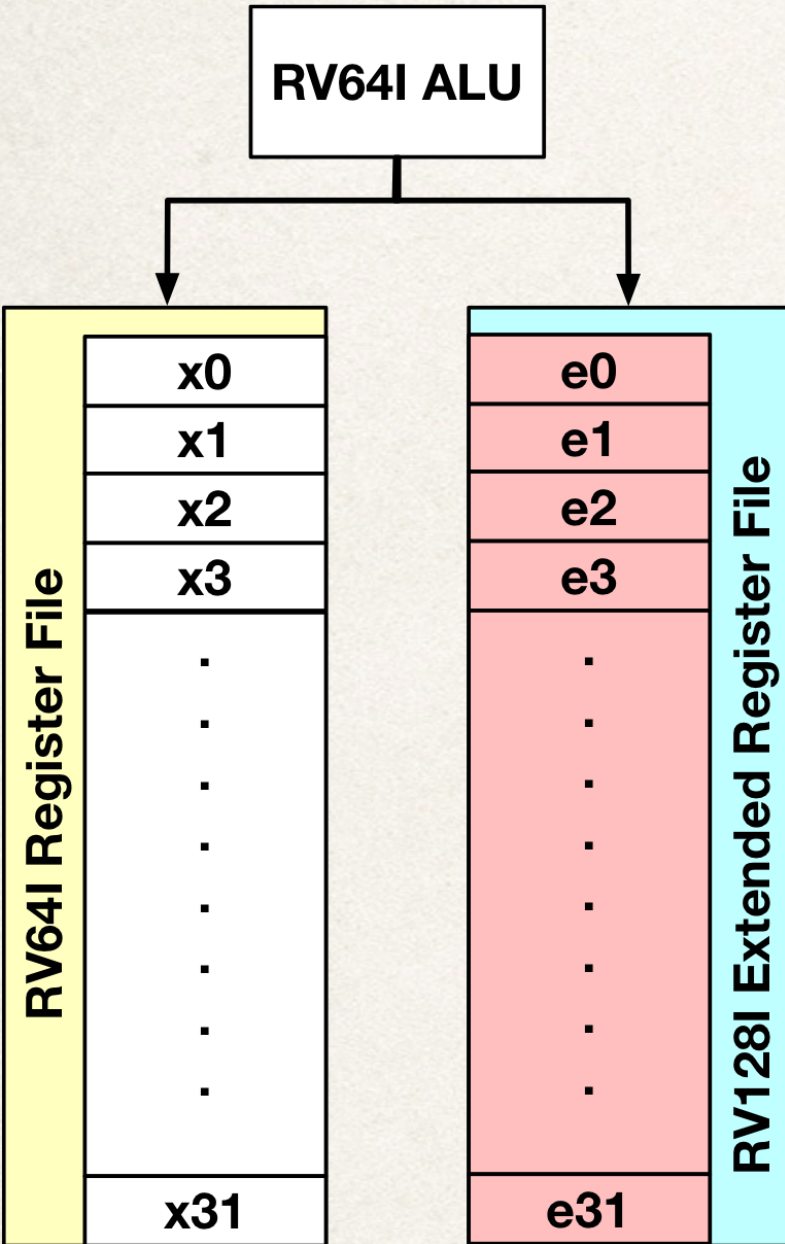 RV64I ALU
RV64I Register File
x0
x1
x2
x3
.
.
.
.
.
.
.
.
x31
e0
e1
e2
e3
.
.
.
.
.
.
.
.
e31
RV128I Extended Register File